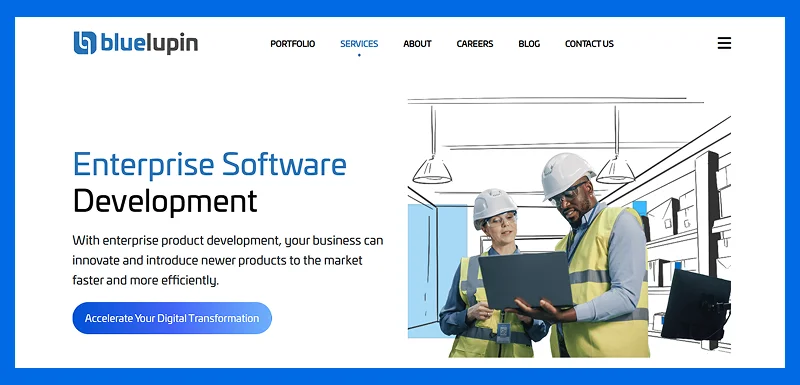 bluelupin
PORTFOLIO
SERVICES
ABOUT
CAREERS
BLOG
CONTACT US
Enterprise Software
Development
With enterprise product development, your business can
innovate and introduce newer products to the market
faster and more efficiently.
Accelerate Your Digital Transformation